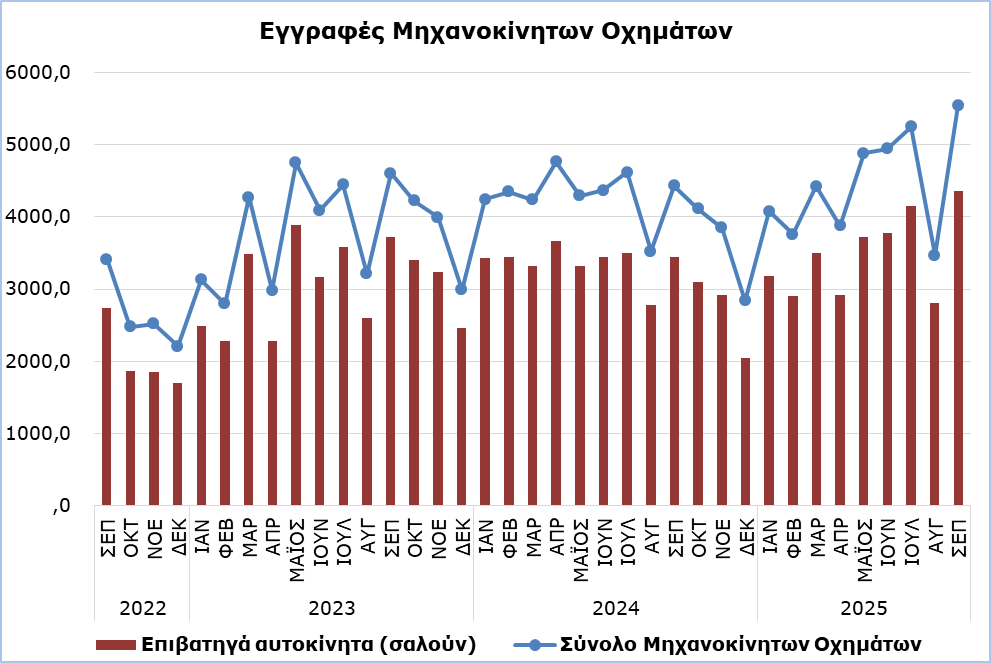 Εγγραφές Μηχανοκίνητων Οχημάτων
6000,0
5000,0
4000,0
3000,0
2000,0
1000,0
,0
ΣΕΠ ΟΚΤ ΝΟΕ ΔΕΚ ΙΑΝ ΦΕΒ ΜΑΡ ΑΠΡ ΜΑΪΟΣ ΙΟΥΝ ΙΟΥΛ ΑΥΓ ΣΕΠ ΟΚΤ ΝΟΕ ΔΕΚ ΙΑΝ ΦΕΒ ΜΑΡ ΑΠΡ ΜΑΪΟΣ ΙΟΥΝ ΙΟΥΛ ΑΥΓ ΣΕΠ ΟΚΤ ΝΟΕ ΔΕΚ ΙΑΝ ΦΕΒ ΜΑΡ ΑΠΡ ΜΑΪΟΣ ΙΟΥΝ ΙΟΥΛ ΑΥΓ ΣΕΠ
2022 2023 2024 2025
Επιβατηγά αυτοκίνητα (σαλούν) Σύνολο Μηχανοκίνητων Οχημάτων